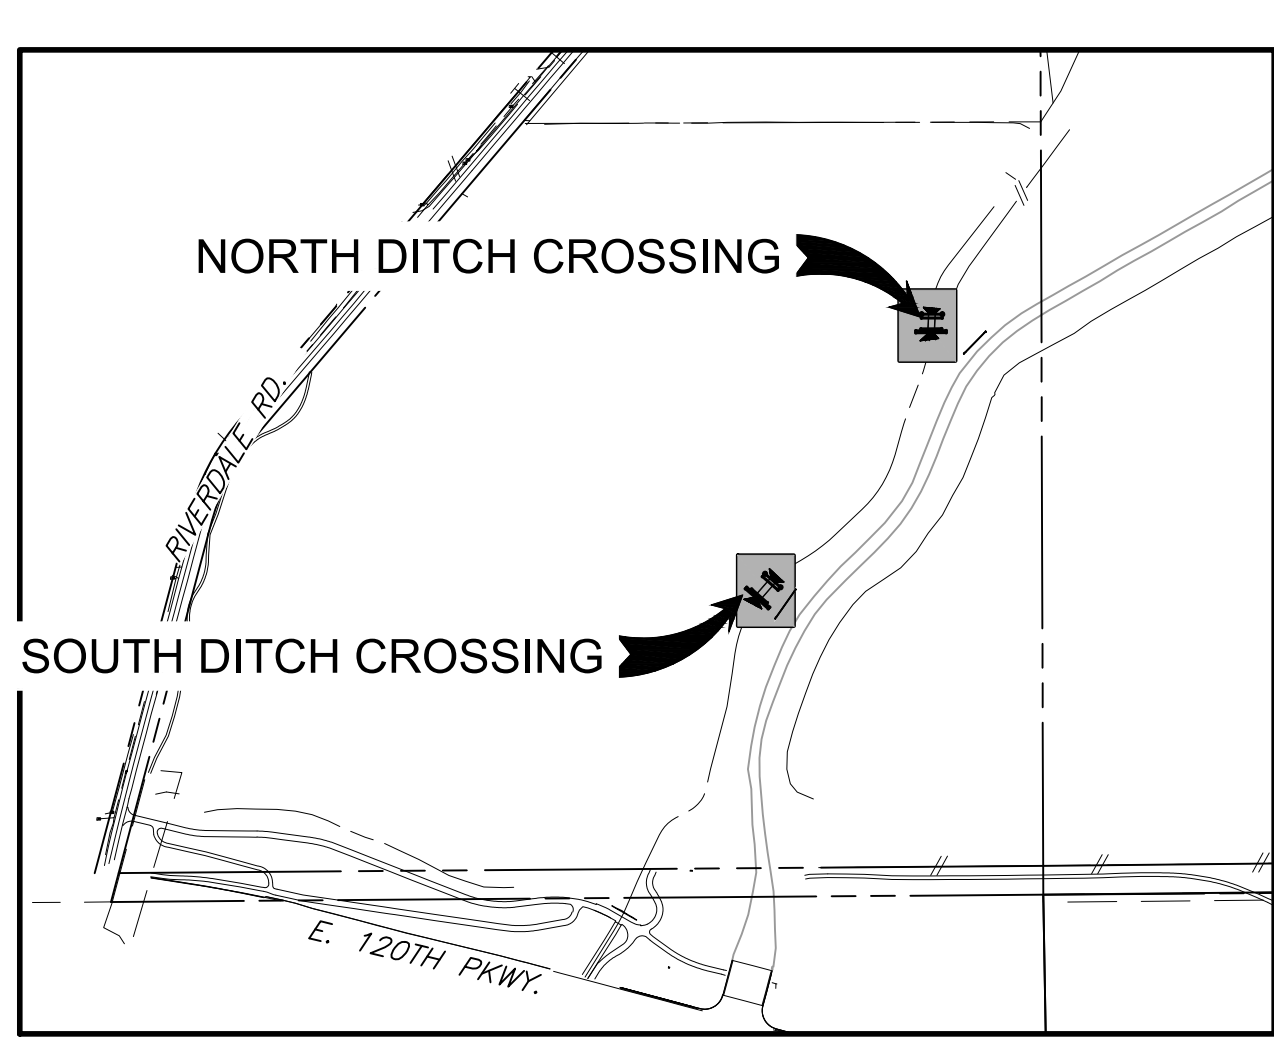 NORTH DITCH CROSSING
RIVERDALE RD.
SOUTH DITCH CROSSING
E. 120TH PKWY.